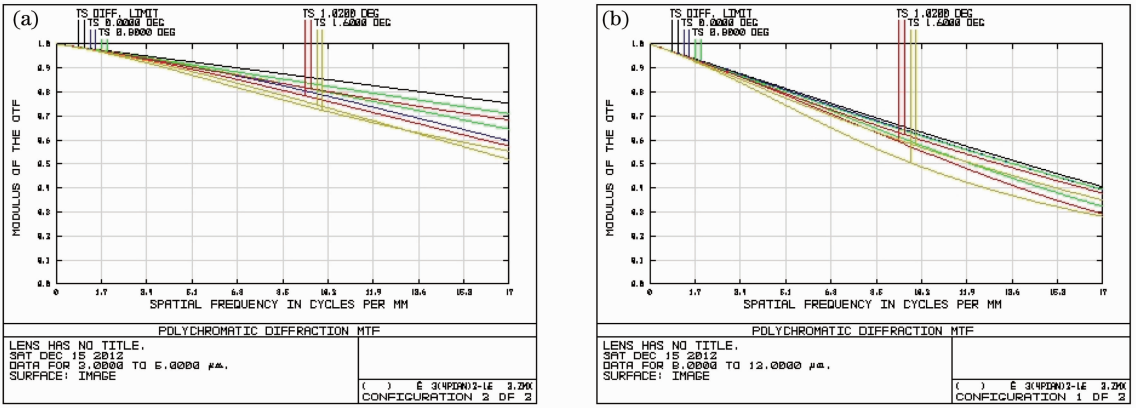 (a)
TS DIFF. LIMIT
TS 0.0000 DEG
TS 0.8000 DEG
TS 1.0200 DEG
TS 1.6000 DEG
MODULUS OF THE OTF
1.0
0.9
0.8
0.7
0.6
0.5
0.4
0.3
0.2
0.1
0.0
0 1.7 3.4 5.1 6.8 8.5 10.2 11.9 13.6 15.3 17
SPATIAL FREQUENCY IN CYCLES PER MM
POLYCHROMATIC DIFFRACTION MTF
LENS HAS NO TITLE.
SAT DEC 15 2012
DATA FOR 3.0000 TO 5.0000 µm.
SURFACE: IMAGE
CONFIGURATION 2 OF 2
(b)
TS DIFF. LIMIT
TS 0.0000 DEG
TS 0.8000 DEG
TS 1.0200 DEG
TS 1.6000 DEG
MODULUS OF THE OTF
1.0
0.9
0.8
0.7
0.6
0.5
0.4
0.3
0.2
0.1
0.0
0 1.7 3.4 5.1 6.8 8.5 10.2 11.9 13.6 15.3 17
SPATIAL FREQUENCY IN CYCLES PER MM
POLYCHROMATIC DIFFRACTION MTF
LENS HAS NO TITLE.
SAT DEC 15 2012
DATA FOR 8.0000 TO 12.0000 µm.
SURFACE: IMAGE
CONFIGURATION 1 OF 2